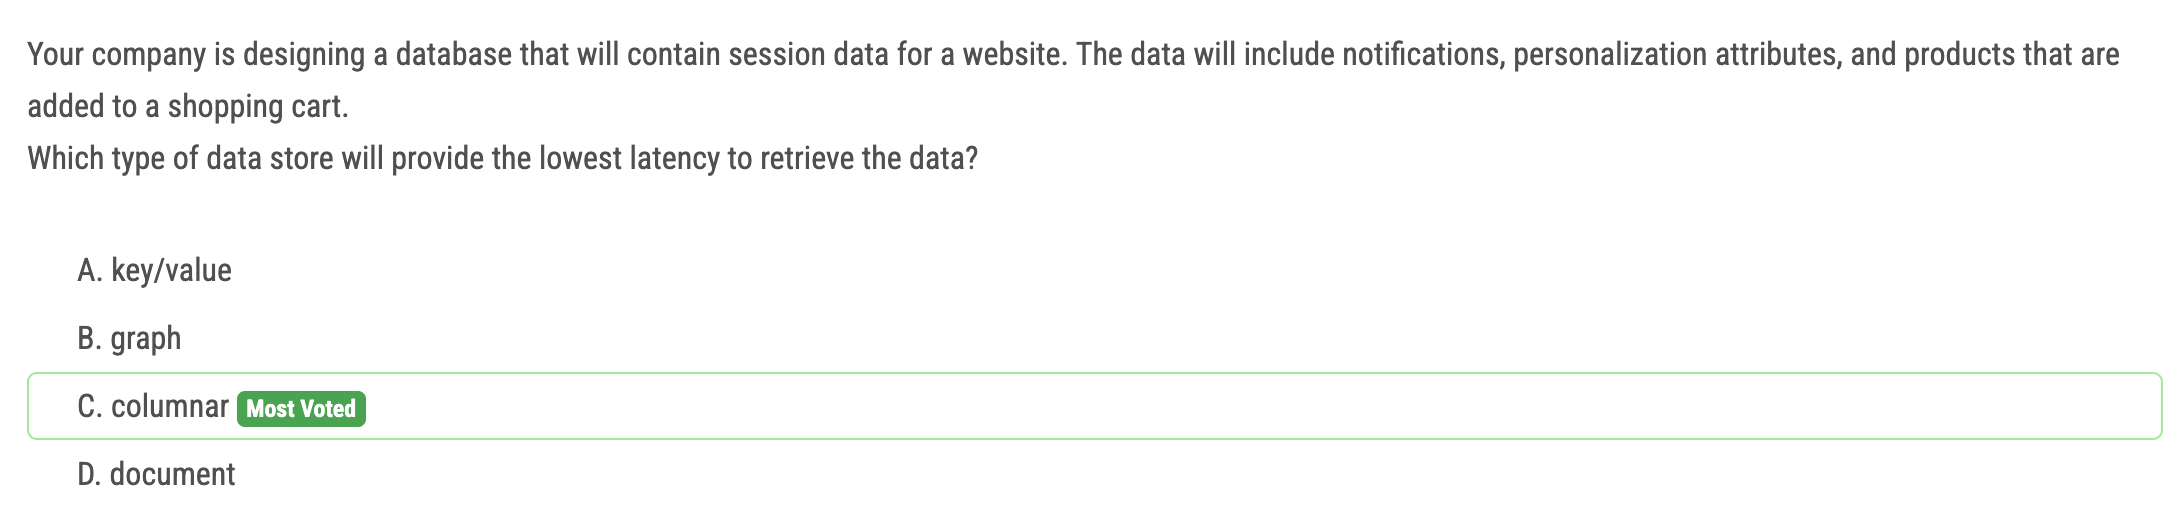 Your company is designing a database that will contain session data for a website. The data will include notifications, personalization attributes, and products that are
added to a shopping cart.
Which type of data store will provide the lowest latency to retrieve the data?
A. key/value
B. graph
C. columnar Most Voted
D. document